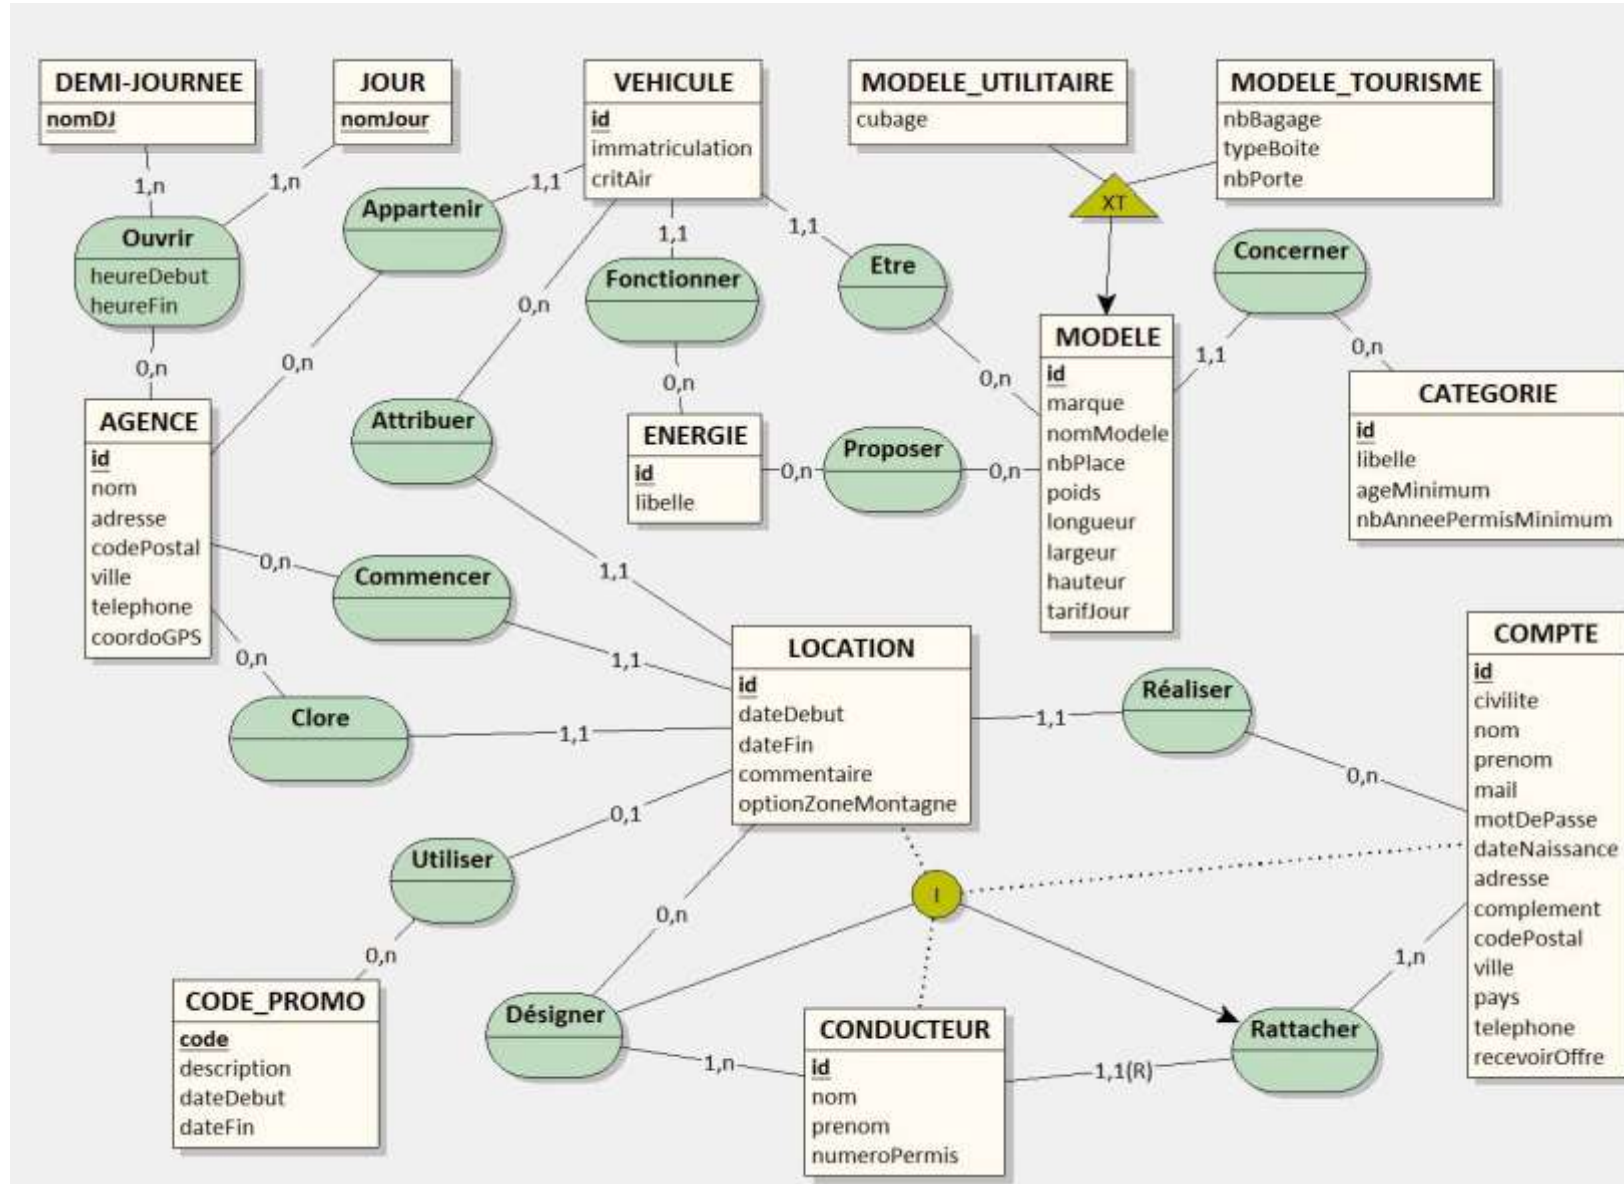 DEMI-JOURNEE
nomDJ
JOUR
nomJour
VEHICULE
id
immatriculation
critAir
MODELE_UTILITAIRE
cubage
MODELE_TOURISME
nbBagage
typeBoite
nbPorte
1,n
1,n
Appartenir
1,1
XT
Ouvrir
heureDebut
heureFin
1,1
Fonctionner
1,1
Etre
Concerner
0,n
0,n
0,n
0,n
0,n
1,1
0,n
MODELE
id
marque
nomModele
nbPlace
poids
longueur
largeur
hauteur
tarifJour
CATEGORIE
id
libelle
ageMinimum
nbAnneePermisMinimum
AGENCE
id
nom
adresse
codePostal
ville
telephone
coordoGPS
Attribuer
ENERGIE
id
libelle
0,n
Proposer
0,n
0,n
Commencer
1,1
1,1
0,n
Clore
1,1
LOCATION
id
dateDebut
dateFin
commentaire
optionZoneMontagne
1,1
Réaliser
0,n
COMPTE
id
civilite
nom
prenom
mail
motDePasse
dateNaissance
adresse
complement
codePostal
ville
pays
telephone
recevoirOffre
0,1
Utiliser
0,n
I
0,n
1,n
CODE_PROMO
code
description
dateDebut
dateFin
Désigner
1,n
CONDUCTEUR
id
nom
prenom
numeroPermis
1,1(R)
Rattacher